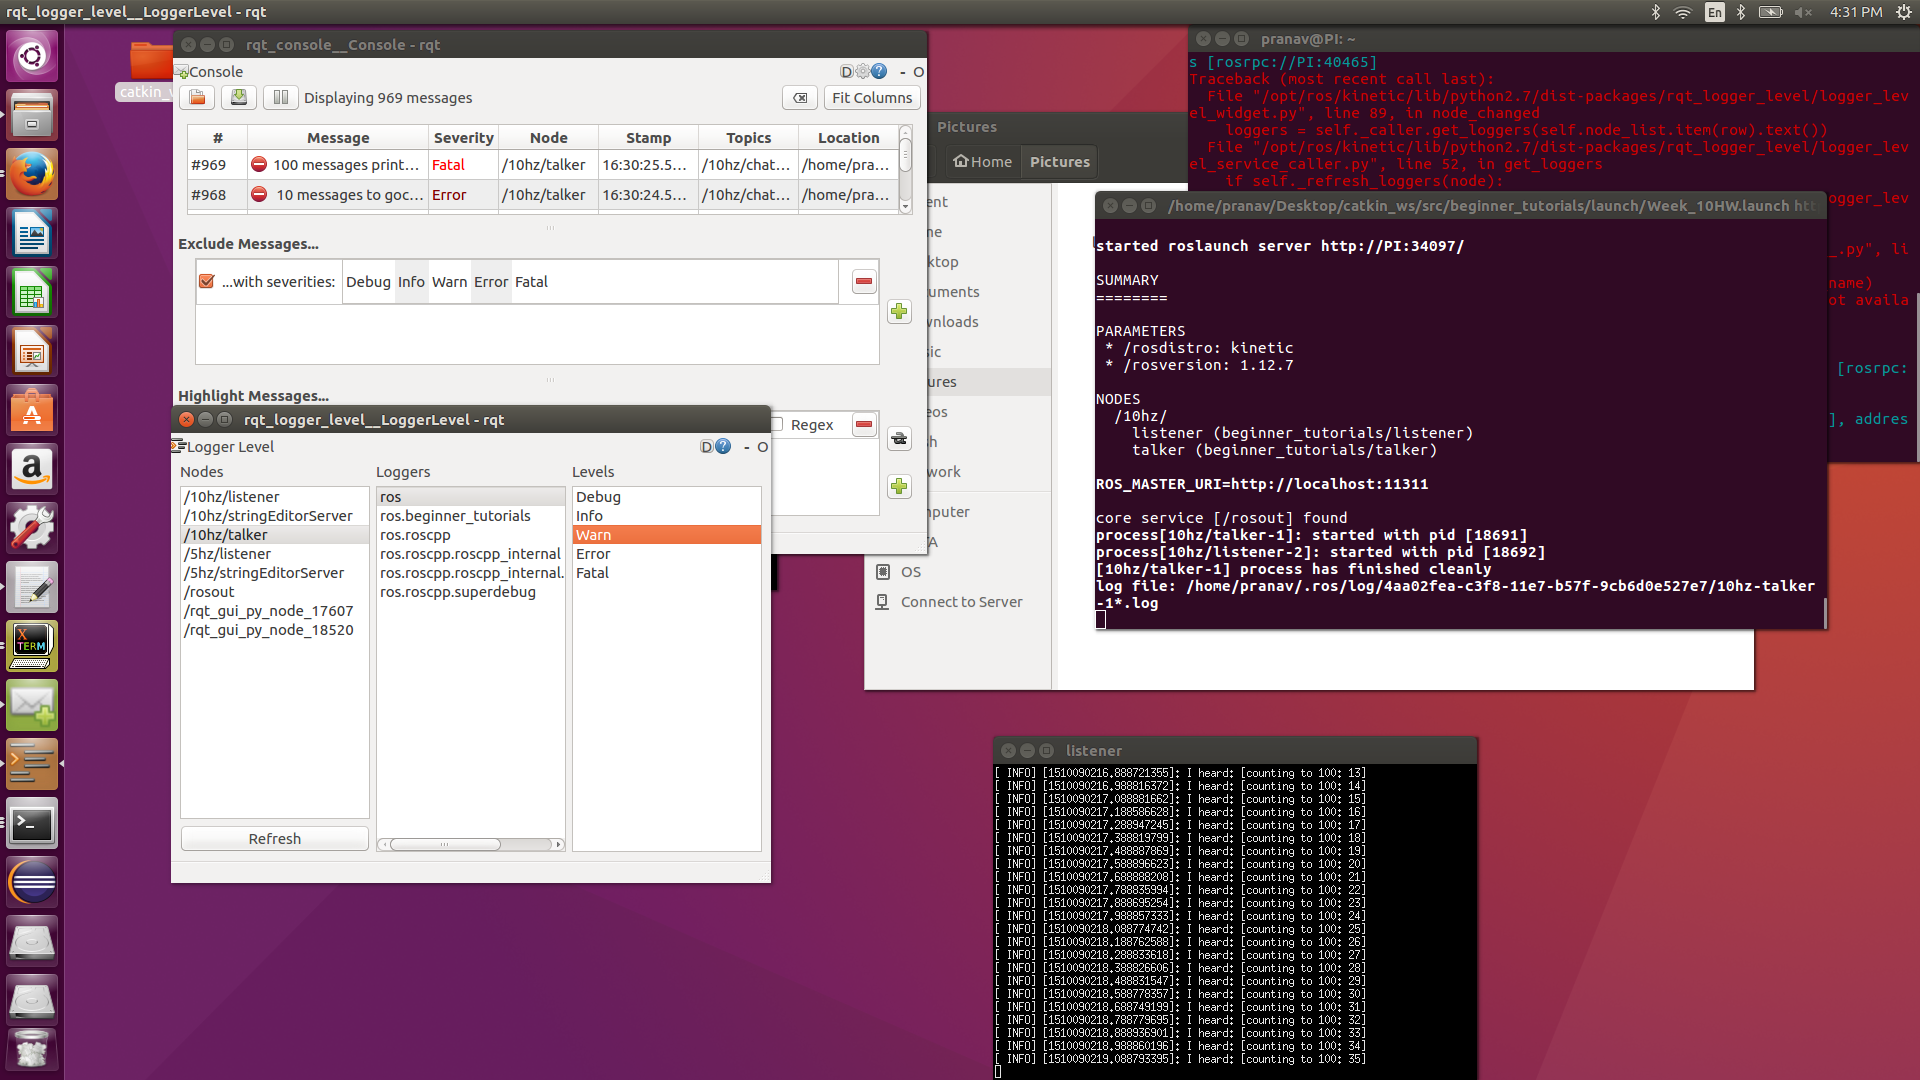 rqt_logger_level__LoggerLevel - rqt
En
4:31 PM
catkin_w
rqt_console__Console - rqt
Console
D
- O
Displaying 969 messages
Fit Columns
# Message Severity Node Stamp Topics Location
#969 100 messages print... Fatal /10hz/talker 16:30:25.5... /10hz/chat... /home/pra...
#968 10 messages to goc... Error /10hz/talker 16:30:24.5... /10hz/chat... /home/pra...
Exclude Messages...
...with severities: Debug Info Warn Error Fatal
Highlight Messages...
Regex
rqt_logger_level__LoggerLevel - rqt
Logger Level
D
- O
Nodes
/10hz/listener
/10hz/stringEditorServer
/10hz/talker
/5hz/listener
/5hz/stringEditorServer
/rosout
/rqt_gui_py_node_17607
/rqt_gui_py_node_18520
Refresh
Loggers
ros
ros.beginner_tutorials
ros.roscpp
ros.roscpp.roscpp_internal
ros.roscpp.roscpp_internal.
ros.roscpp.superdebug
Levels
Debug
Info
Warn
Error
Fatal
Pictures
Home
Pictures
ent
me
ktop
uments
wnloads
sic
ures
eos
sh
work
mputer
TA
OS
Connect to Server
pranav@PI: ~
s [rosrpc://PI:40465]
Traceback (most recent call last):
File "/opt/ros/kinetic/lib/python2.7/dist-packages/rqt_logger_level/logger_lev
el_widget.py", line 89, in node_changed
loggers = self._caller.get_loggers(self.node_list.item(row).text())
File "/opt/ros/kinetic/lib/python2.7/dist-packages/rqt_logger_level/logger_lev
el_service_caller.py", line 52, in get_loggers
if self._refresh_loggers(node):
ogger_lev
_.py", li
name)
ot availa
[rosrpc:
], addres
/home/pranav/Desktop/catkin_ws/src/beginner_tutorials/launch/Week_10HW.launch htt
started roslaunch server http://PI:34097/
SUMMARY
========
PARAMETERS
* /rosdistro: kinetic
* /rosversion: 1.12.7
NODES
/10hz/
listener (beginner_tutorials/listener)
talker (beginner_tutorials/talker)
ROS_MASTER_URI=http://localhost:11311
core service [/rosout] found
process[10hz/talker-1]: started with pid [18691]
process[10hz/listener-2]: started with pid [18692]
[10hz/talker-1] process has finished cleanly
log file: /home/pranav/.ros/log/4aa02fea-c3f8-11e7-b57f-9cb6d0e527e7/10hz-talker
-1*.log
listener
[ INFO] [1510090216.888721355]: I heard: [counting to 100: 13]
[ INFO] [1510090216.988816372]: I heard: [counting to 100: 14]
[ INFO] [1510090217.088881662]: I heard: [counting to 100: 15]
[ INFO] [1510090217.188586628]: I heard: [counting to 100: 16]
[ INFO] [1510090217.288947245]: I heard: [counting to 100: 17]
[ INFO] [1510090217.388819799]: I heard: [counting to 100: 18]
[ INFO] [1510090217.488887869]: I heard: [counting to 100: 19]
[ INFO] [1510090217.588896623]: I heard: [counting to 100: 20]
[ INFO] [1510090217.688888208]: I heard: [counting to 100: 21]
[ INFO] [1510090217.788835994]: I heard: [counting to 100: 22]
[ INFO] [1510090217.888695254]: I heard: [counting to 100: 23]
[ INFO] [1510090217.988857333]: I heard: [counting to 100: 24]
[ INFO] [1510090218.088774742]: I heard: [counting to 100: 25]
[ INFO] [1510090218.188762588]: I heard: [counting to 100: 26]
[ INFO] [1510090218.288833618]: I heard: [counting to 100: 27]
[ INFO] [1510090218.388826606]: I heard: [counting to 100: 28]
[ INFO] [1510090218.488831547]: I heard: [counting to 100: 29]
[ INFO] [1510090218.588778357]: I heard: [counting to 100: 30]
[ INFO] [1510090218.688749199]: I heard: [counting to 100: 31]
[ INFO] [1510090218.788779695]: I heard: [counting to 100: 32]
[ INFO] [1510090218.888936901]: I heard: [counting to 100: 33]
[ INFO] [1510090218.988860196]: I heard: [counting to 100: 34]
[ INFO] [1510090219.088793395]: I heard: [counting to 100: 35]
X
TERM